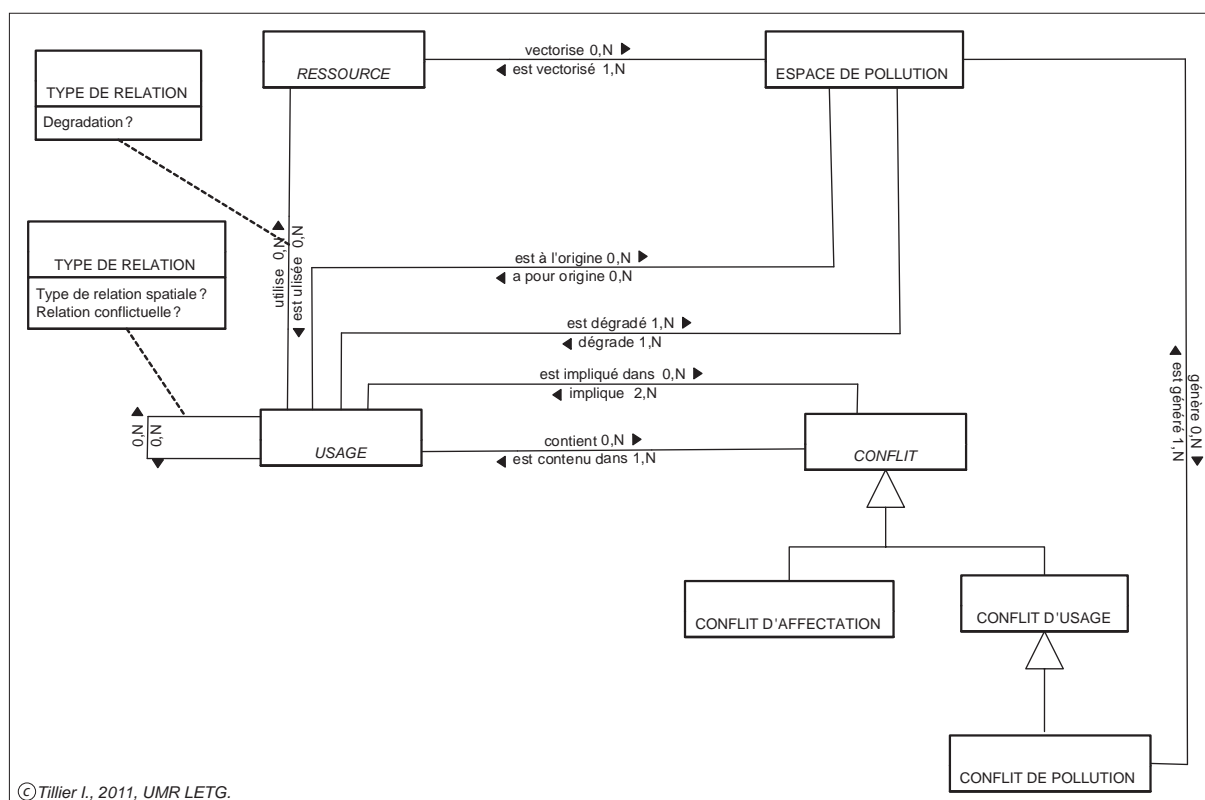 vectorise 0,N ▶
RESSOURCE
◀ est vectorisé 1,N
ESPACE DE POLLUTION
TYPE DE RELATION
Degradation ?
TYPE DE RELATION
Type de relation spatiale ?
Relation conflictuelle ?
utilise 0,N ▶
◀ est ulisée 0,N
est à l'origine 0,N ▶
◀ a pour origine 0,N
est dégradé 1,N ▶
◀ dégrade 1,N
est impliqué dans 0,N ▶
◀ implique 2,N
génère 0,N ▶
◀ est généré 1,N
0,N ▶
◀ 0,N
USAGE
contient 0,N ▶
◀ est contenu dans 1,N
CONFLIT
CONFLIT D'AFFECTATION
CONFLIT D'USAGE
CONFLIT DE POLLUTION
©Tillier I., 2011, UMR LETG.